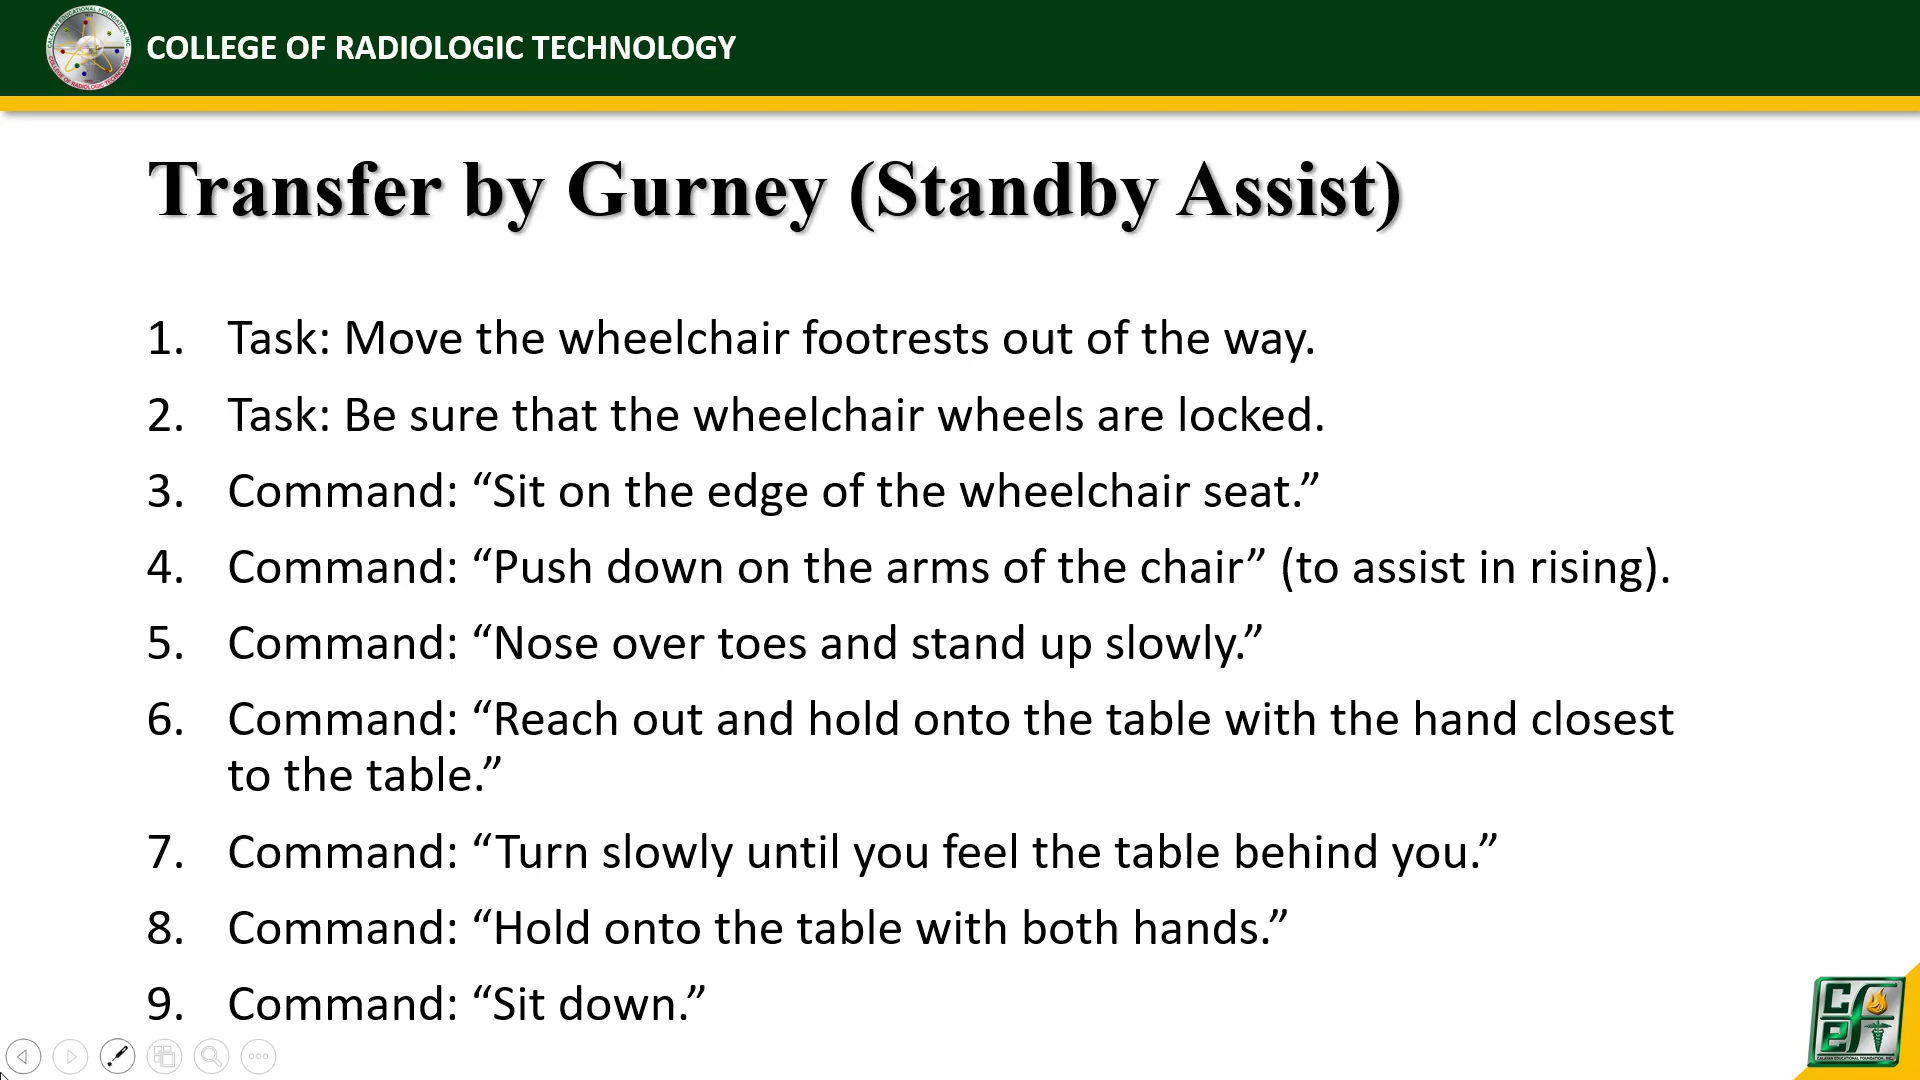 COLLEGE OF RADIOLOGIC TECHNOLOGY
Transfer by Gurney (Standby Assist)
1. Task: Move the wheelchair footrests out of the way.
2. Task: Be sure that the wheelchair wheels are locked.
3. Command: “Sit on the edge of the wheelchair seat.”
4. Command: “Push down on the arms of the chair” (to assist in rising).
5. Command: “Nose over toes and stand up slowly.”
6. Command: “Reach out and hold onto the table with the hand closest
to the table.”
7. Command: “Turn slowly until you feel the table behind you.”
8. Command: “Hold onto the table with both hands.”
9. Command: “Sit down.”